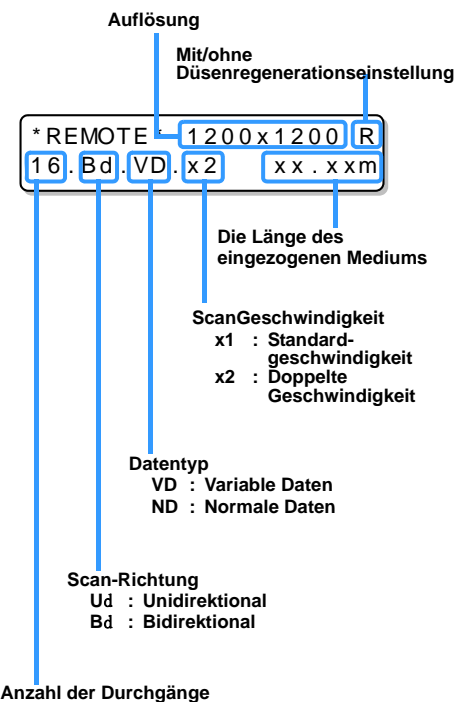 Auflösung
Mit/ohne
Düsenregenerationseinstellung
*REMOTE* 1200x1200 R
16.Bd.VD.x2 xx.xxm
Die Länge des
eingezogenen Mediums
ScanGeschwindigkeit
x1 : Standard-
geschwindigkeit
x2 : Doppelte
Geschwindigkeit
Datentyp
VD : Variable Daten
ND : Normale Daten
Scan-Richtung
Ud : Unidirektional
Bd : Bidirektional
Anzahl der Durchgänge